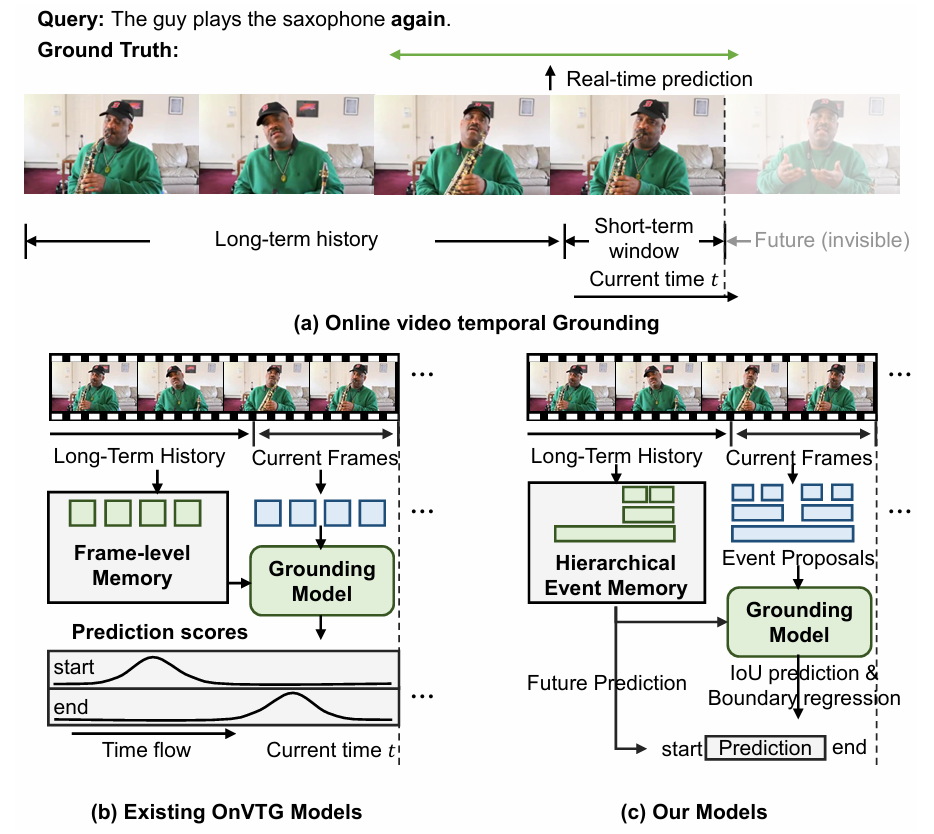 Query: The guy plays the saxophone again.
Ground Truth:
Real-time prediction
Long-term history
Short-term
window
Future (invisible)
Current time t
(a) Online video temporal Grounding
...
Long-Term History
Current Frames
...
Frame-level
Memory
Grounding
Model
Prediction scores
start
end
...
Time flow
Current time t
(b) Existing OnVTG Models
...
Long-Term History
Current Frames
...
Event Proposals
Hierarchical
Event Memory
Grounding
Model
Future Prediction
IoU prediction &
Boundary regression
start Prediction end
(c) Our Models